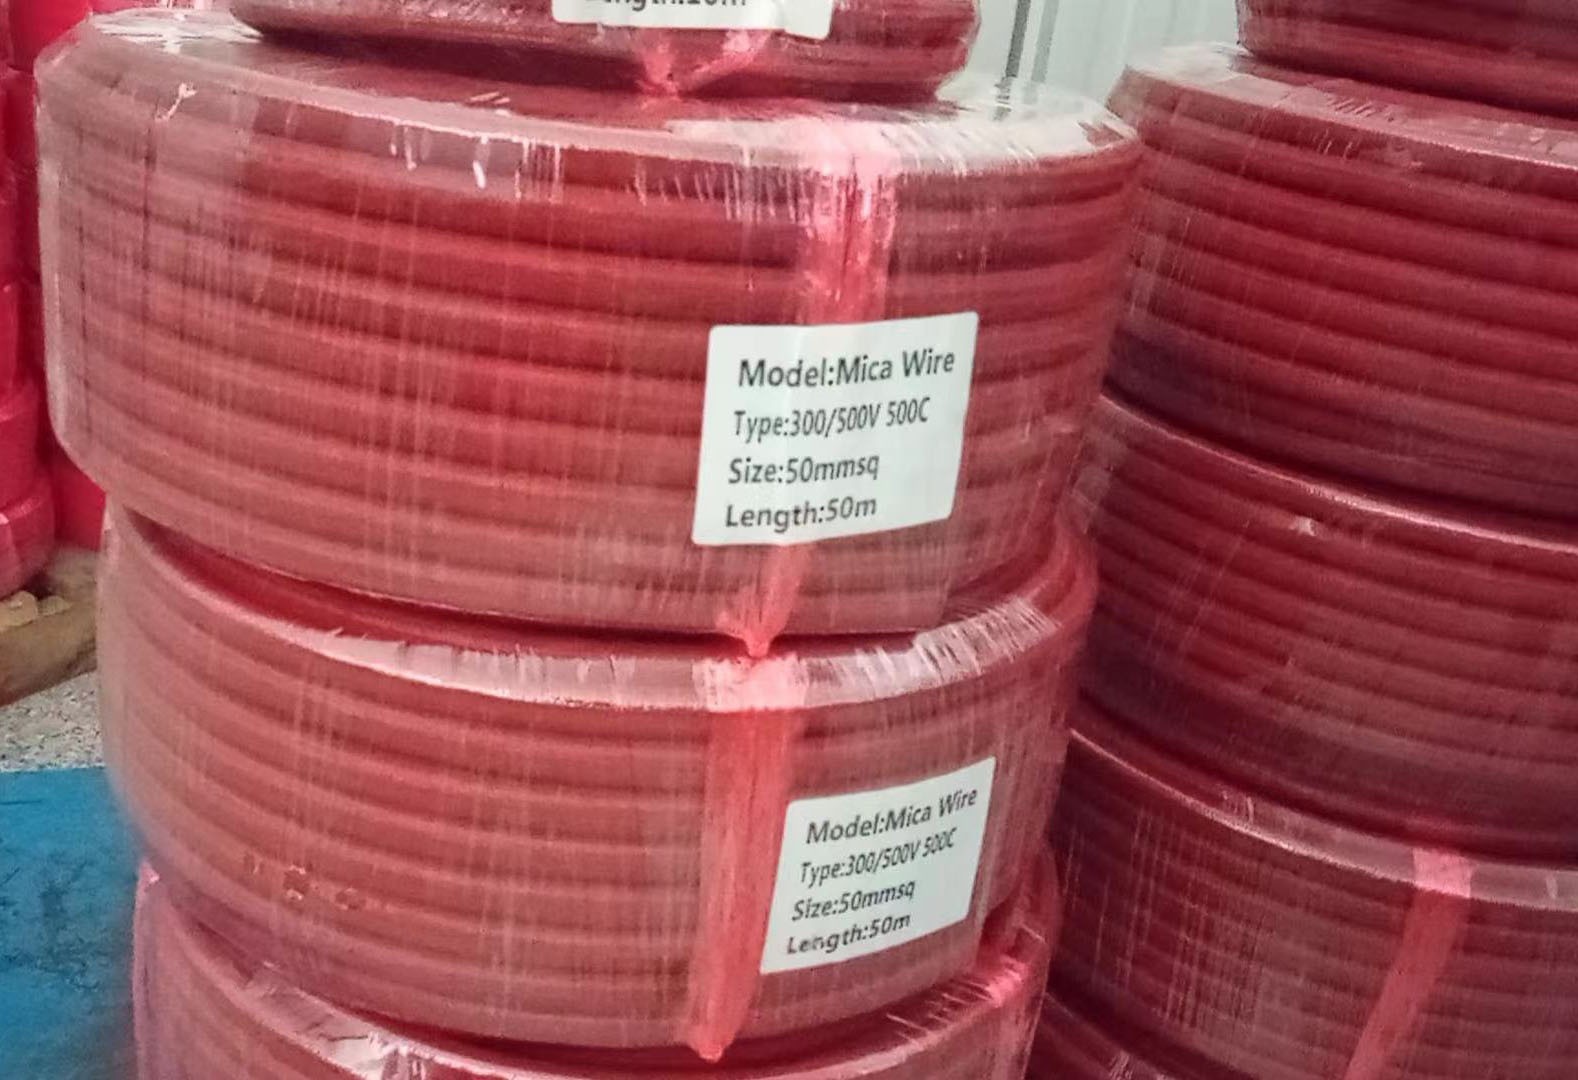 Model:Mica Wire
Type:300/500V 500C
Size:50mmsq
Length:50m
Model:Mica Wire
Type:300/500V 500C
Size:50mmsq
Length:50m